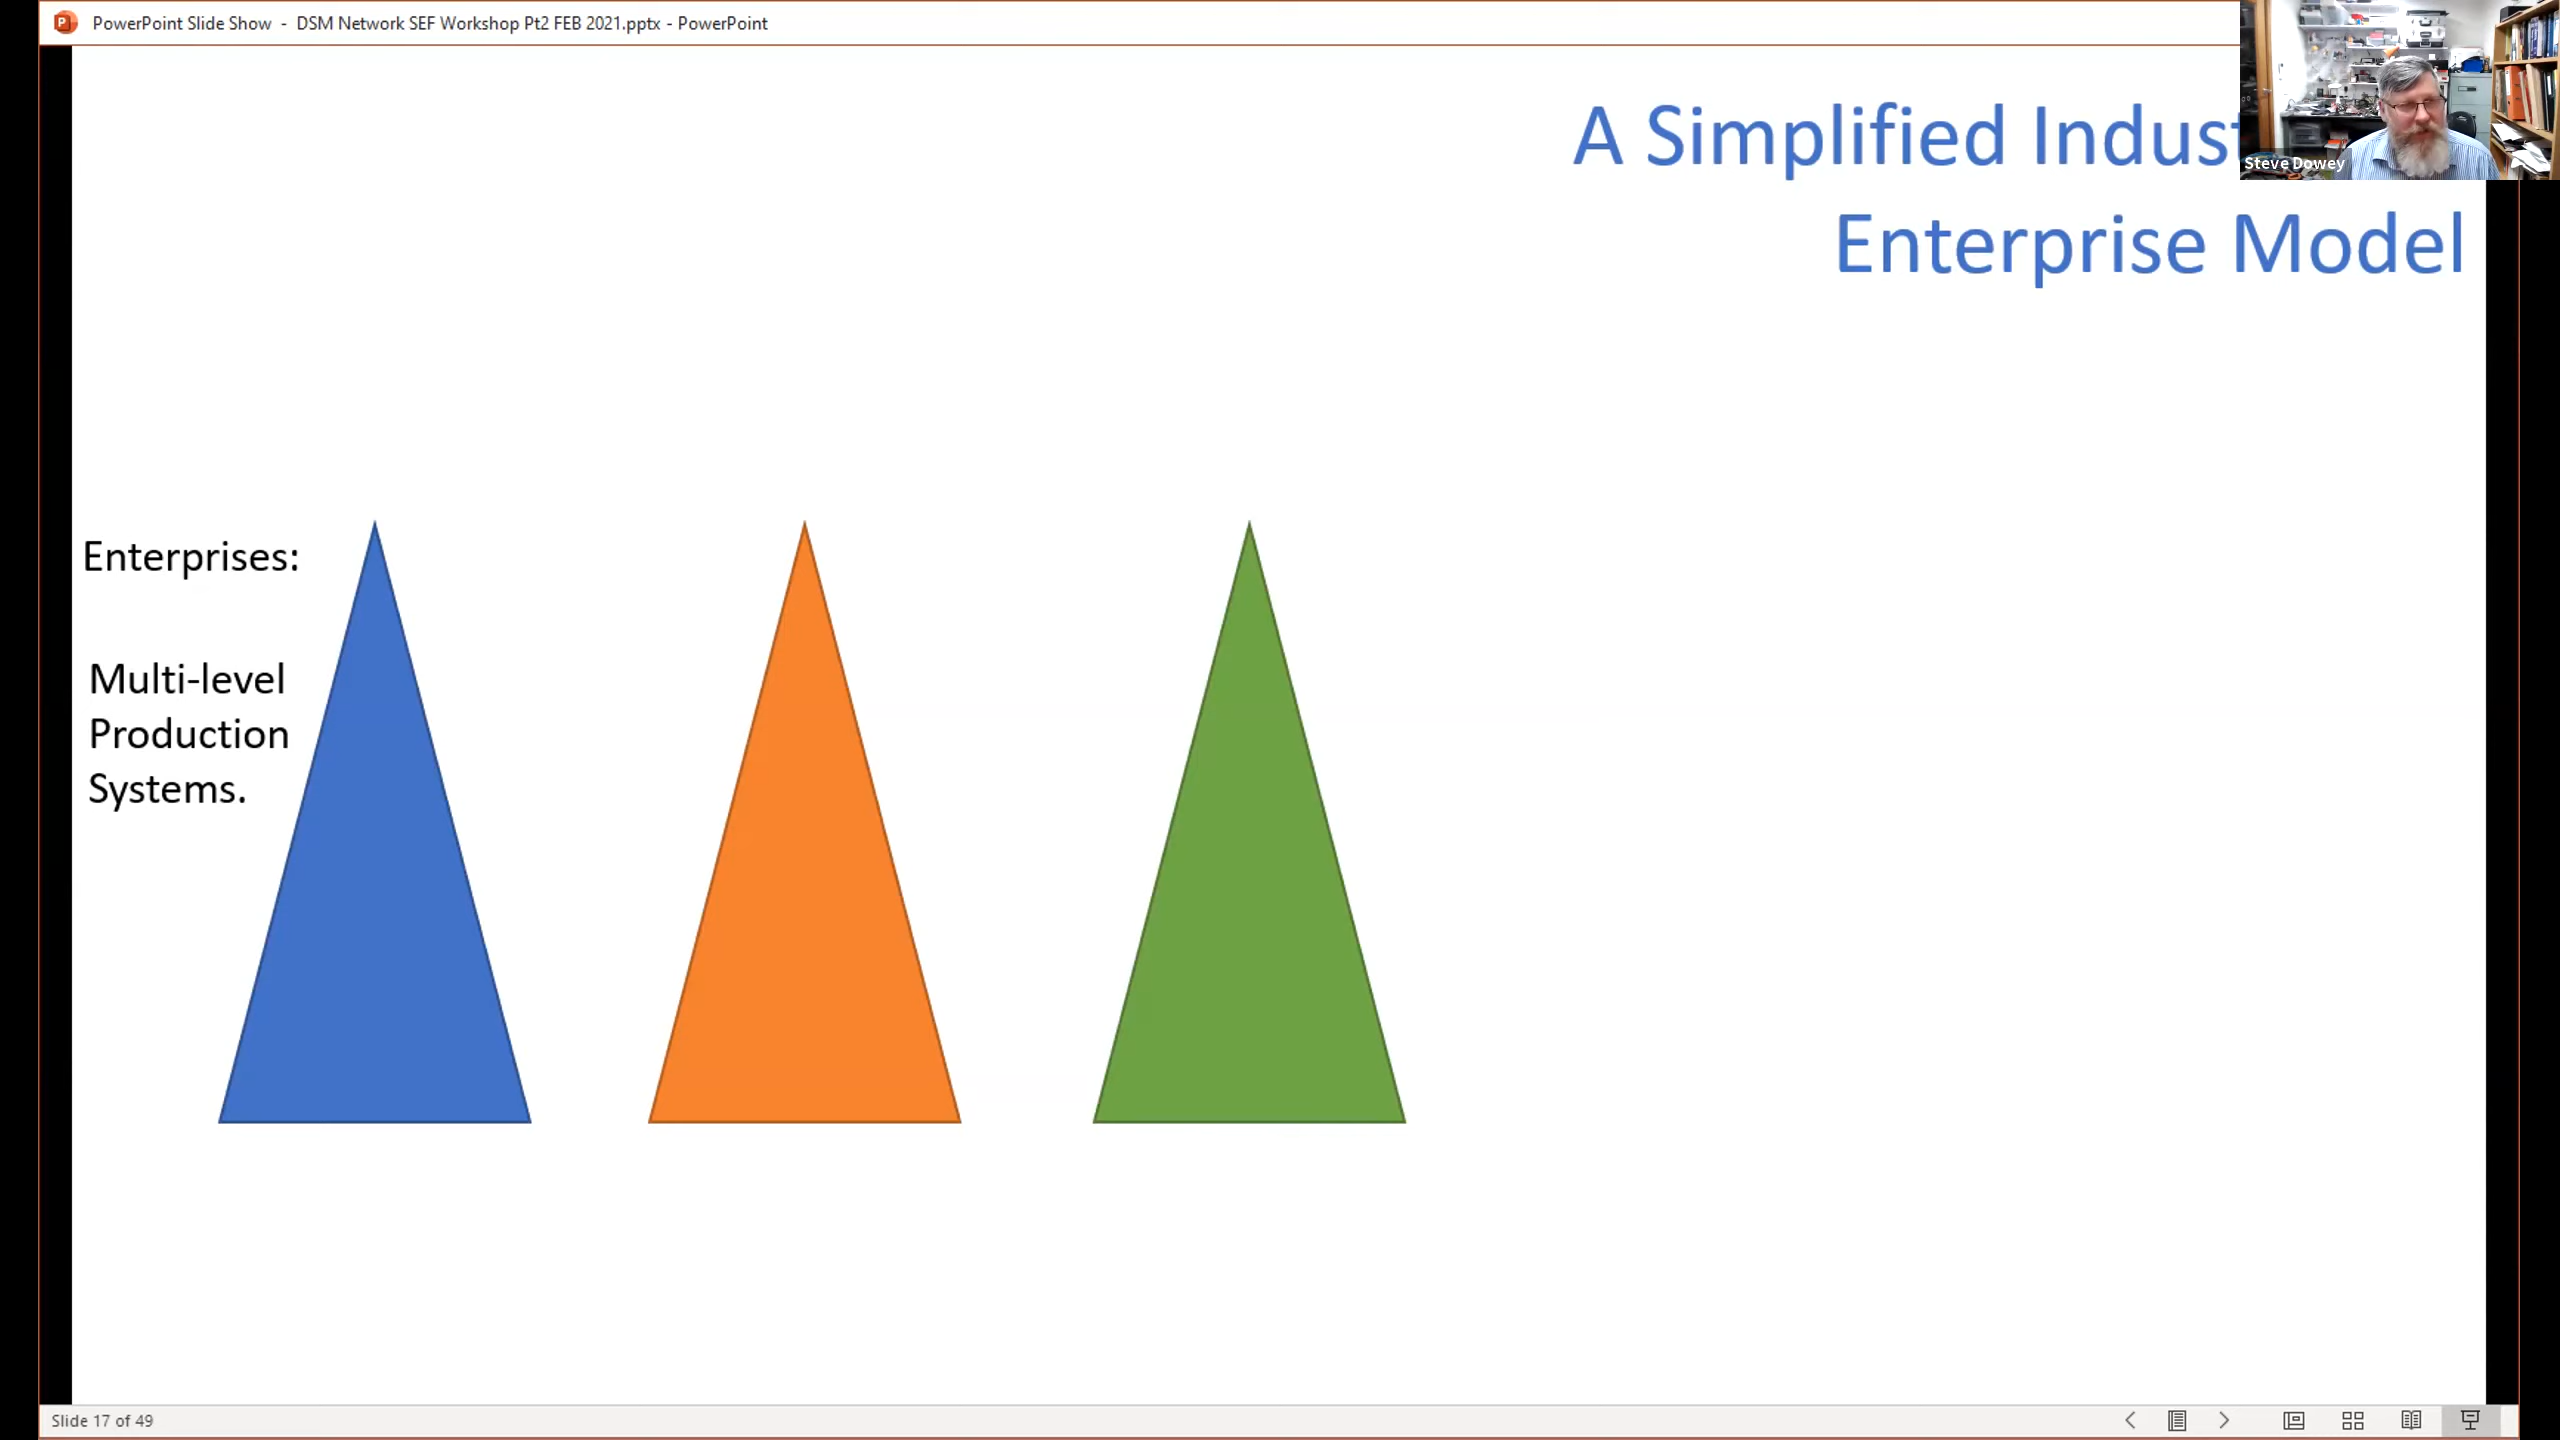 PowerPoint Slide Show - DSM Network SEF Workshop Pt2 FEB 2021.pptx - PowerPoint
A Simplified Indust
Steve Dowey
Enterprise Model
Enterprises:
Multi-level
Production
Systems.
Slide 17 of 49